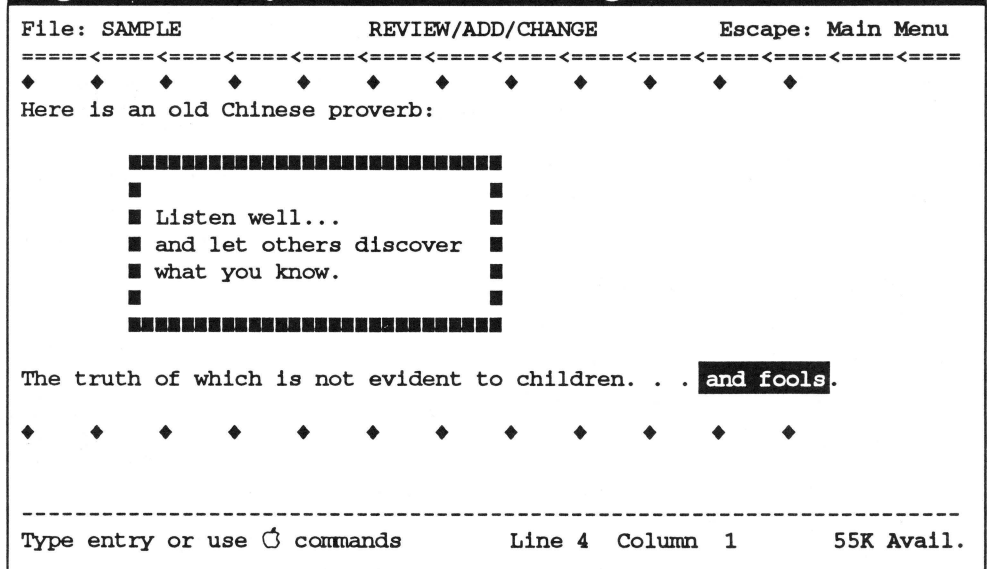 File: SAMPLE REVIEW/ADD/CHANGE Escape: Main Menu
=====<====<====<====<====<====<====<====<====<====<====<====<====<====
◆ ◆ ◆ ◆ ◆ ◆ ◆ ◆ ◆ ◆ ◆ ◆
Here is an old Chinese proverb:
Listen well...
and let others discover
what you know.
The truth of which is not evident to children. . . and fools.
◆ ◆ ◆ ◆ ◆ ◆ ◆ ◆ ◆ ◆ ◆ ◆
----------------------------------------------------------------------
Type entry or use  commands Line 4 Column 1 55K Avail.